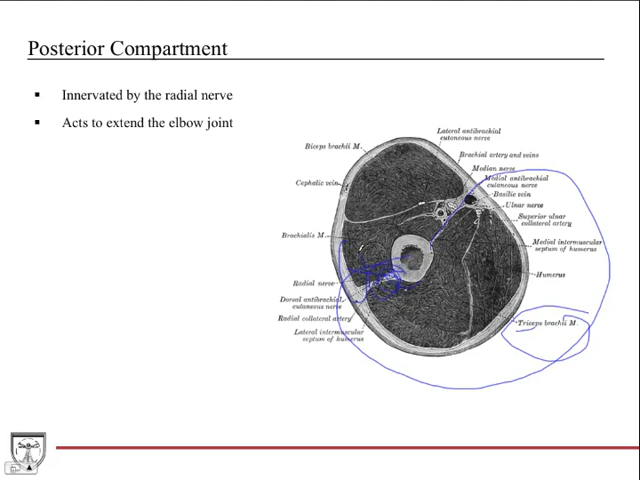 Posterior Compartment
▪ Innervated by the radial nerve
▪ Acts to extend the elbow joint
Lateral antibrachial
cutaneous nerve
Biceps brachii M.
Brachial artery and veins
Median nerve
Cephalic vein
Medial antibrachial
cutaneous nerve
Basilic vein
Ulnar nerve
Superior ulnar
collateral artery
Brachialis M.
Medial intermuscular
septum of humerus
Humerus
Radial nerve
Dorsal antibrachial
cutaneous nerve
Radial collateral artery
Lateral intermuscular
septum of humerus
Triceps brachii M.